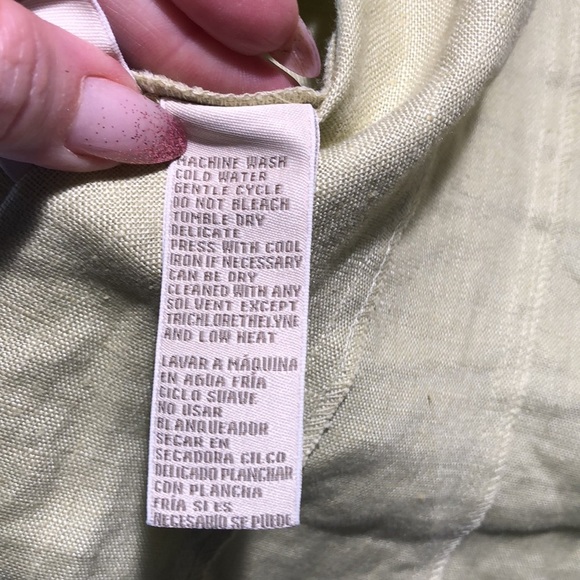 MACHINE WASH
COLD WATER
GENTLE CYCLE
DO NOT BLEACH
TUMBLE DRY
DELICATE
PRESS WITH COOL
IRON IF NECESSARY
CAN BE DRY
CLEANED WITH ANY
SOLVENT EXCEPT
TRICHLORETHELYNE
AND LOW HEAT
LAVAR A MÁQUINA
EN AGUA FRÍA
CICLO SUAVE
NO USAR
BLANQUEADOR
SECAR EN
SECADORA CILCO
DELICADO PLANCHAR
CON PLANCHA
FRÍA SI ES
NECESARIO SE PUEDE